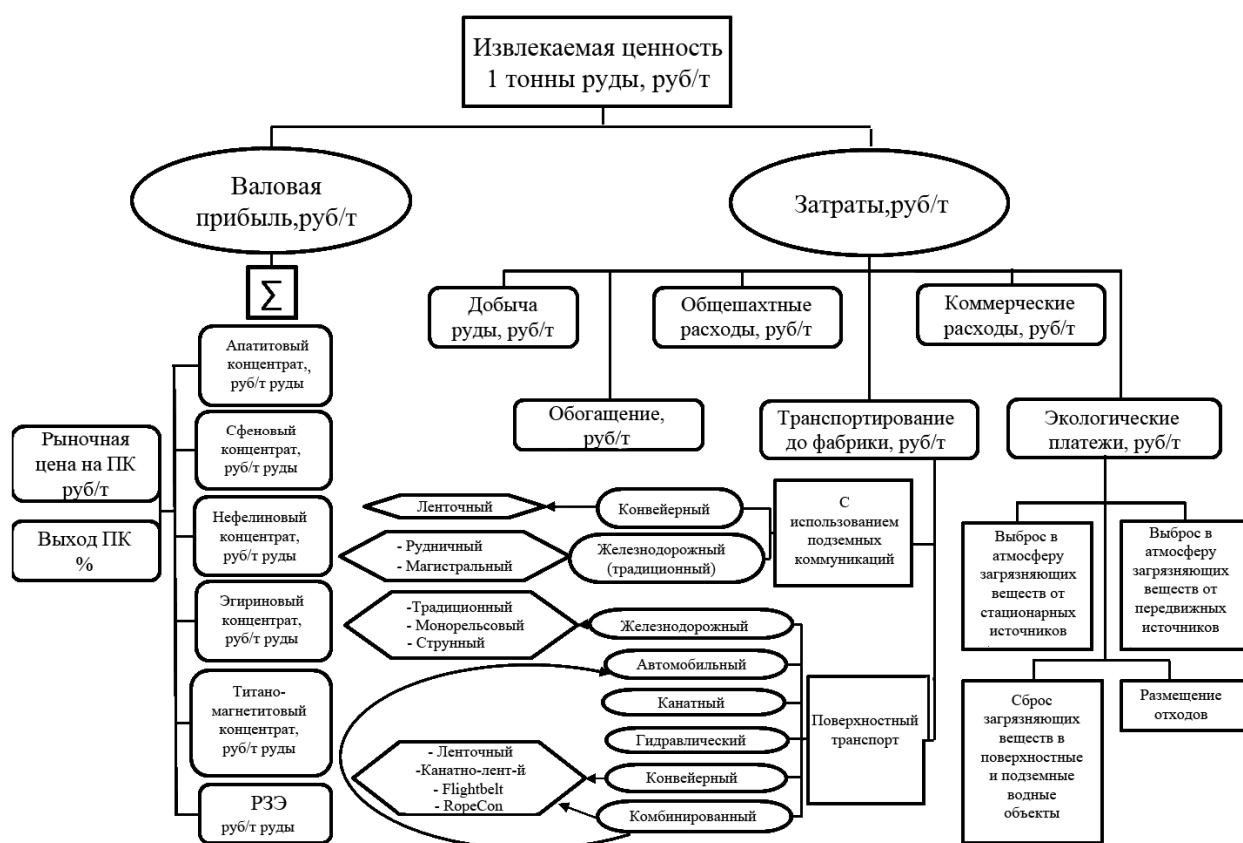 Извлекаемая ценность
1 тонны руды, руб/т
Валовая
прибыль,руб/т
Затраты,руб/т
∑
Добыча
руды, руб/т
Общешахтные
расходы, руб/т
Коммерческие
расходы, руб/т
Обогащение,
руб/т
Транспортирование
до фабрики, руб/т
Экологические
платежи, руб/т
Рыночная
цена на ПК
руб/т
Выход ПК
%
Апатитовый
концентрат,,
руб/т руды
Сфеновый
концентрат,
руб/т руды
Нефелиновый
концентрат,
руб/т руды
Эгириновый
концентрат,
руб/т руды
Титано-
магнетитовый
концентрат,
руб/т руды
РЗЭ
руб/т руды
Ленточный
Конвейерный
- Рудничный
- Магистральный
Железнодорожный
(традиционный)
С
использованием
подземных
коммуникаций
-Традиционный
- Монорельсовый
- Струнный
Железнодорожный
Автомобильный
Канатный
Гидравлический
Конвейерный
Комбинированный
- Ленточный
-Канатно-лент-й
- Flightbelt
- RopeCon
Поверхностный
транспорт
Выброс в
атмосферу
загрязняющих
веществ от
стационарных
источников
Выброс в
атмосферу
загрязняющих
веществ от
передвижных
источников
Сброс
загрязняющих
веществ в
поверхностные
и подземные
водные
объекты
Размещение
отходов